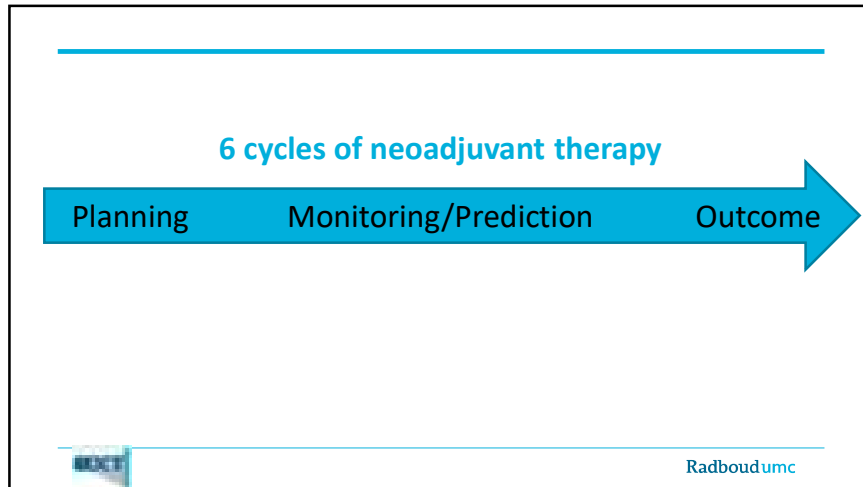 6 cycles of neoadjuvant therapy
Planning Monitoring/Prediction Outcome
Radboudumc